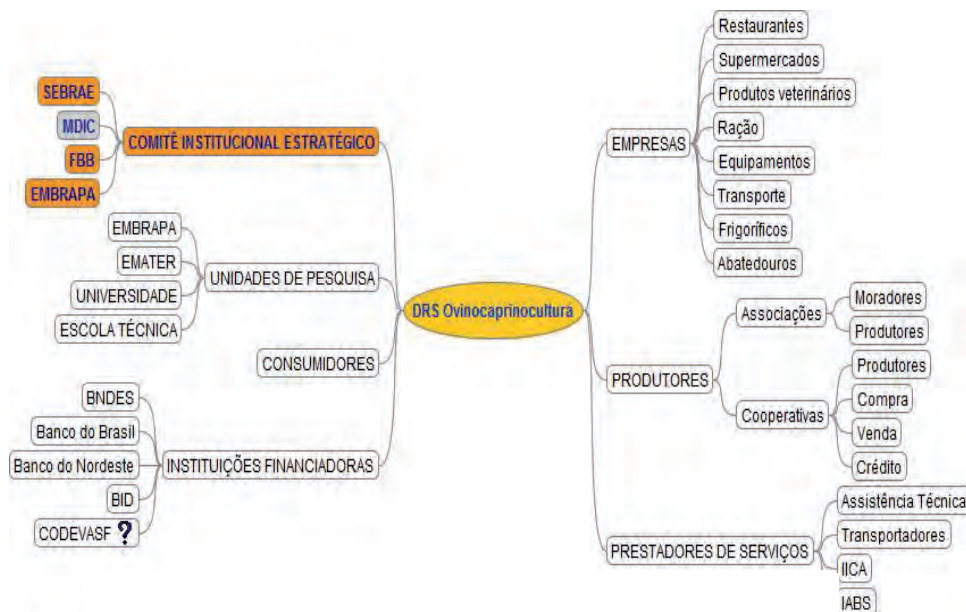 SEBRAE
MDIC
FBB
EMBRAPA
COMITÊ INSTITUCIONAL ESTRATÉGICO
EMBRAPA
EMATER
UNIVERSIDADE
ESCOLA TÉCNICA
UNIDADES DE PESQUISA
CONSUMIDORES
BNDES
Banco do Brasil
Banco do Nordeste
BID
CODEVASF ?
INSTITUIÇÕES FINANCIADORAS
DRS Ovinocaprinocultura
EMPRESAS
Restaurantes
Supermercados
Produtos veterinários
Ração
Equipamentos
Transporte
Frigoríficos
Abatedouros
PRODUTORES
Associações
Moradores
Produtores
Cooperativas
Produtores
Compra
Venda
Crédito
PRESTADORES DE SERVIÇOS
Assistência Técnica
Transportadores
IICA
IABS